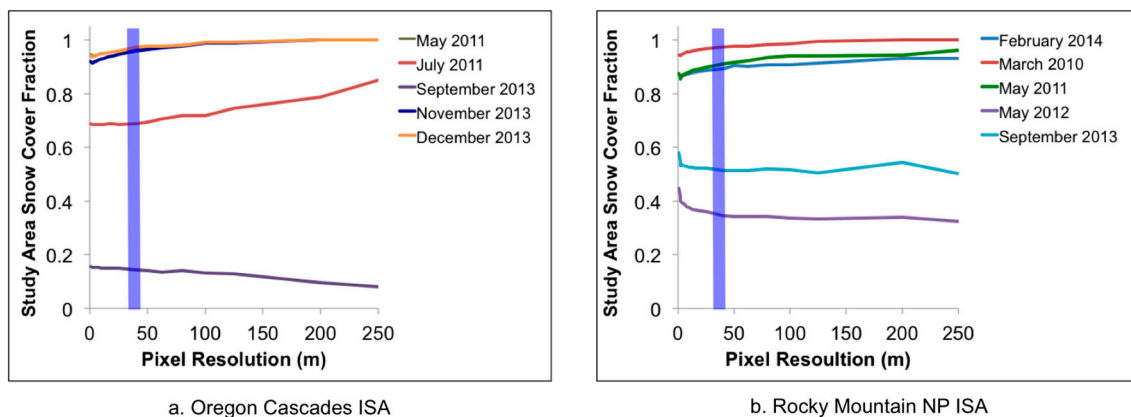 Study Area Snow Cover Fraction
1
0.8
0.6
0.4
0.2
0
0 50 100 150 200 250
Pixel Resolution (m)
May 2011
July 2011
September 2013
November 2013
December 2013
a. Oregon Cascades ISA
Study Area Snow Cover Fraction
1
0.8
0.6
0.4
0.2
0
0 50 100 150 200 250
Pixel Resoultion (m)
February 2014
March 2010
May 2011
May 2012
September 2013
b. Rocky Mountain NP ISA